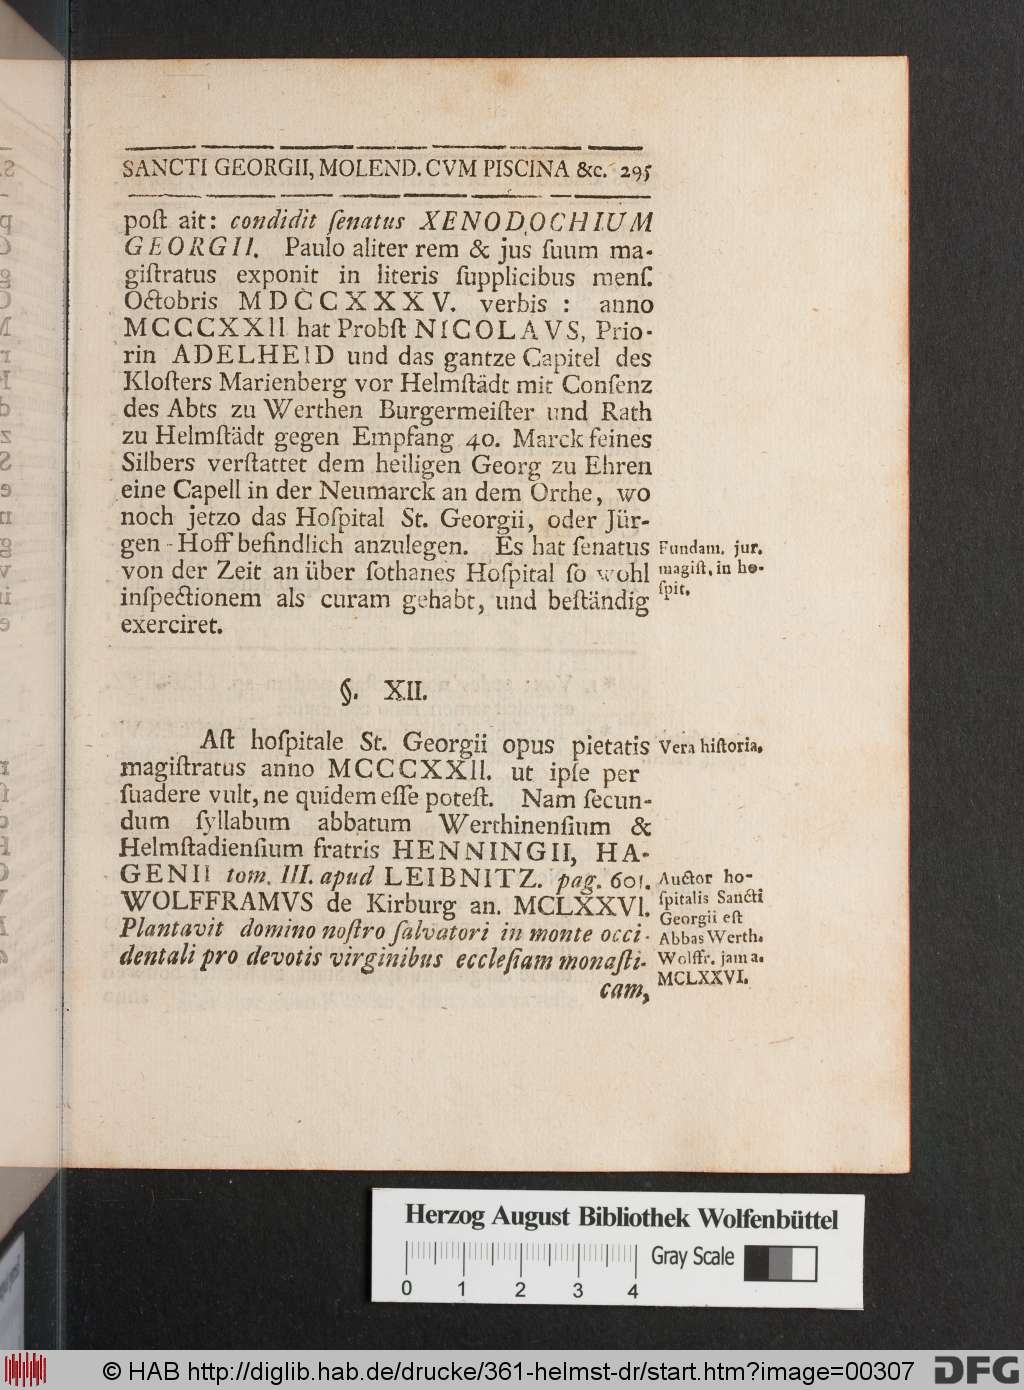 SANCTI GEORGII, MOLEND. CVM PISCINA &c. 295
poſt ait: condidit ſenatus XENODOCHIUM
GEORGII. Paulo aliter rem & jus ſuum ma-
giſtratus exponit in literis ſupplicibus menſ.
Octobris MDCCXXXV. verbis : anno
MCCCXXII hat Probſt NICOLAVS, Prio-
rin ADELHEID und das gantze Capitel des
Kloſters Marienberg vor Helmſtädt mit Conſenz
des Abts zu Werthen Burgermeiſter und Rath
zu Helmſtädt gegen Empfang 40. Marck feines
Silbers verſtattet dem heiligen Georg zu Ehren
eine Capell in der Neumarck an dem Orthe, wo
noch jetzo das Hoſpital St. Georgii, oder Jür-
gen-Hoff befindlich anzulegen. Es hat ſenatus
von der Zeit an über ſothanes Hoſpital ſo wohl
inſpectionem als curam gehabt, und beſtändig
exerciret.
Fundam. jur.
magiſt. in ho-
ſpit.
§. XII.
Aſt hoſpitale St. Georgii opus pietatis
magiſtratus anno MCCCXXII. ut ipſe per
ſuadere vult, ne quidem eſſe poteſt. Nam ſecun-
dum ſyllabum abbatum Werthinenſium &
Helmſtadienſium fratris HENNINGII, HA-
GENII tom. III. apud LEIBNITZ. pag. 601.
WOLFFRAMVS de Kirburg an. MCLXXVI.
Plantavit domino noſtro ſalvatori in monte occi-
dentali pro devotis virginibus eccleſiam monaſti-
cam,
Vera hiſtoria.
Auctor ho-
ſpitalis Sancti
Georgii eſt
Abbas Werth.
Wolffr. jam a.
MCLXXVI.
Herzog August Bibliothek Wolfenbüttel
Gray Scale
0 1 2 3 4
© HAB http://diglib.hab.de/drucke/361-helmst-dr/start.htm?image=00307
DFG